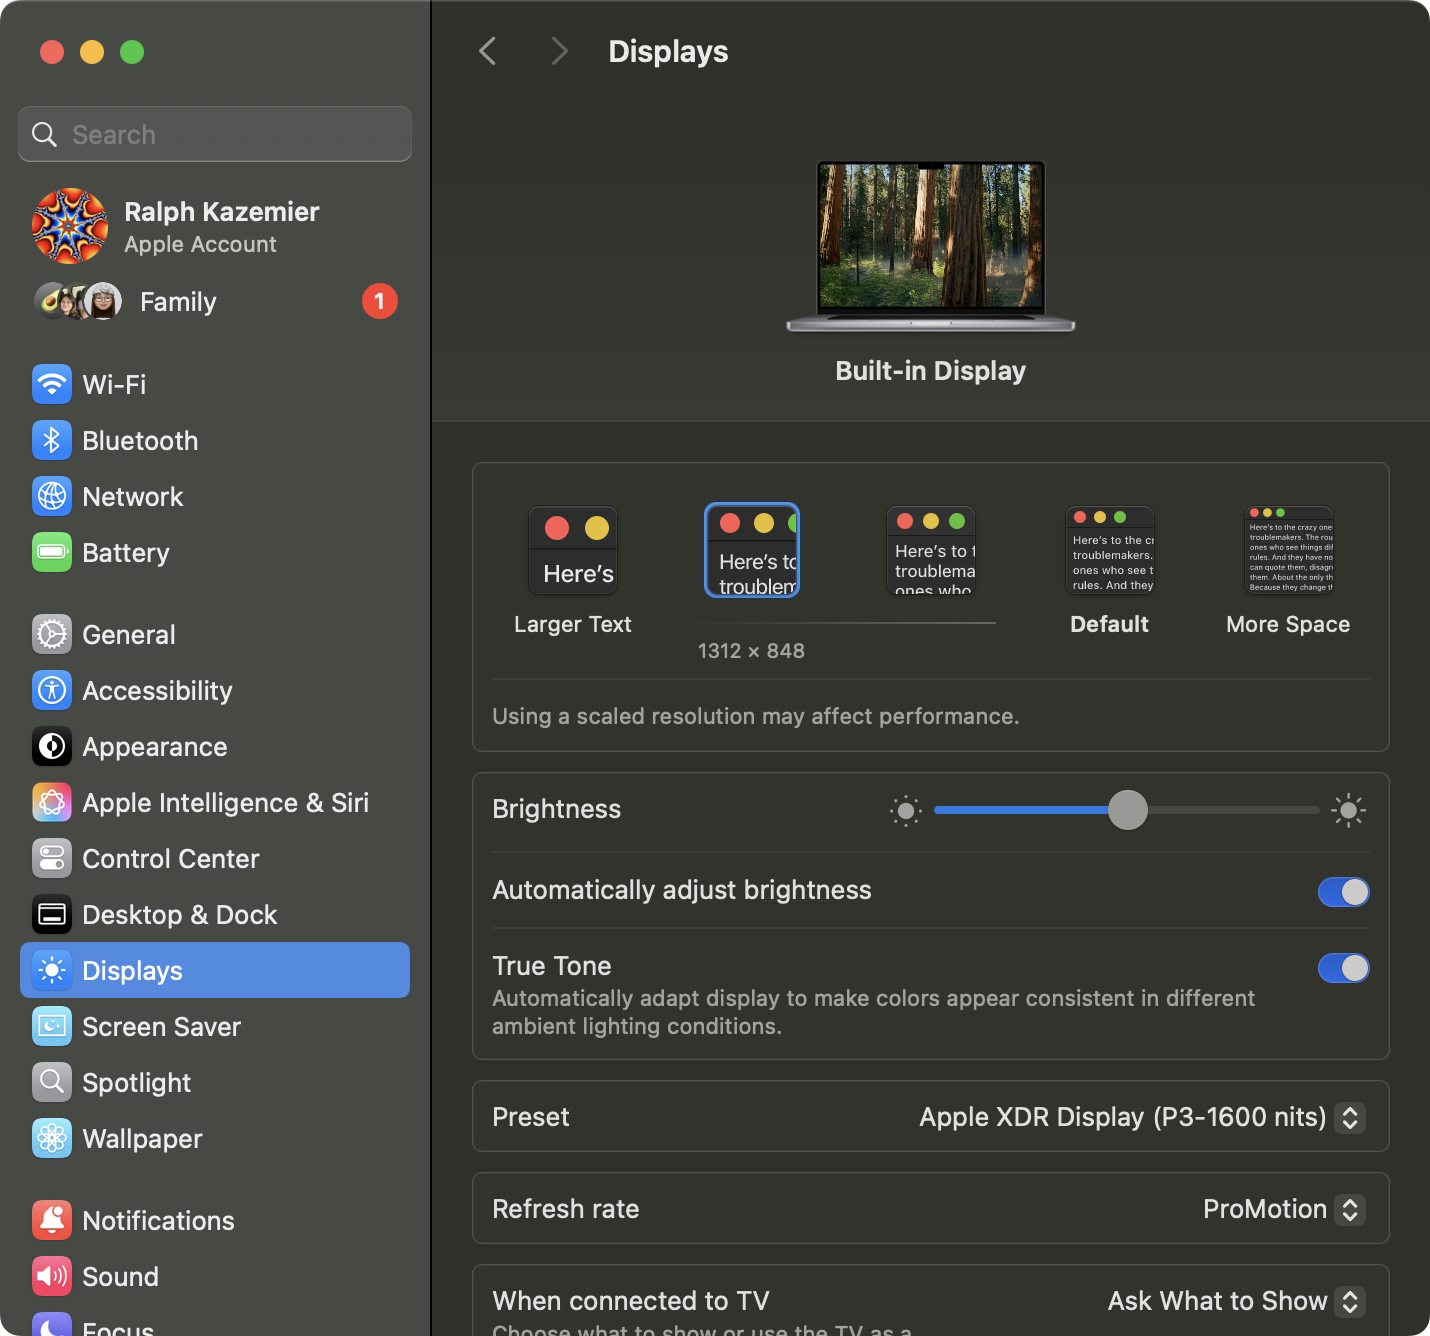 Displays
Search
Ralph Kazemier
Apple Account
Family
1
Wi-Fi
Bluetooth
Network
Battery
General
Accessibility
Appearance
Apple Intelligence & Siri
Control Center
Desktop & Dock
Displays
Screen Saver
Spotlight
Wallpaper
Notifications
Sound
Focus
Built-in Display
Here's
Larger Text
Here's to
troublem
1312 × 848
Here's to t
troublema
ones who
Here's to the cr
troublemakers.
ones who see t
rules. And they
Default
Here's to the crazy one
troublemakers. The rou
ones who see things dif
rules. And they have no
can quote them, disagre
them. About the only th
Because they change th
More Space
Using a scaled resolution may affect performance.
Brightness
Automatically adjust brightness
True Tone
Automatically adapt display to make colors appear consistent in different
ambient lighting conditions.
Preset
Apple XDR Display (P3-1600 nits)
Refresh rate
ProMotion
When connected to TV
Ask What to Show
Choose what to show or use the TV as a